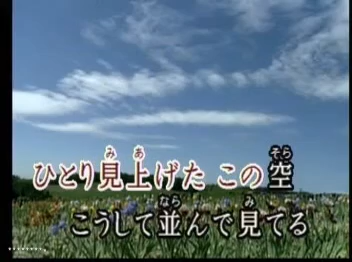 ひとり見上げた この空
こうして並んで見てる